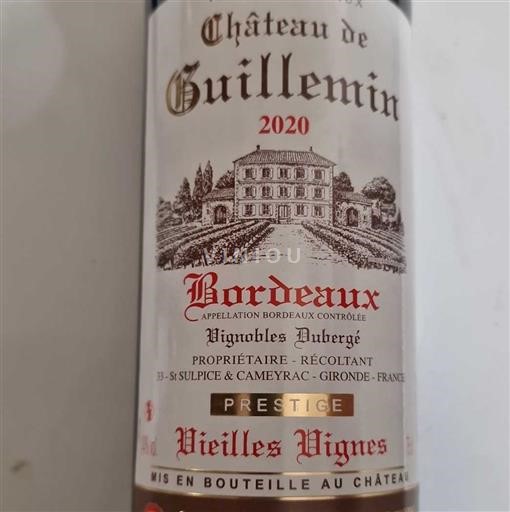 Château de
Guillemin
2020
VINIOU
Bordeaux
APPELLATION BORDEAUX CONTRÔLÉE
Vignobles Dubergé
PROPRIÉTAIRE - RÉCOLTANT
33 - St SULPICE & CAMEYRAC - GIRONDE - FRANCE
PRESTIGE
Vieilles Vignes
MIS EN BOUTEILLE AU CHÂTEAU